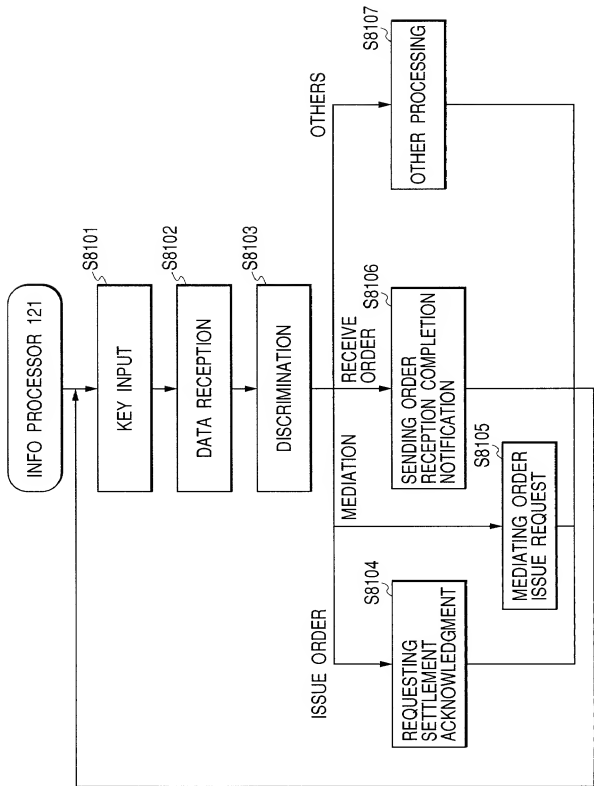 INFO PROCESSOR 121
S8101
KEY INPUT
S8102
DATA RECEPTION
S8103
DISCRIMINATION
ISSUE ORDER
MEDIATION
RECEIVE
ORDER
OTHERS
S8104
REQUESTING
SETTLEMENT
ACKNOWLEDGMENT
S8105
MEDIATING ORDER
ISSUE REQUEST
S8106
SENDING ORDER
RECEPTION COMPLETION
NOTIFICATION
S8107
OTHER PROCESSING